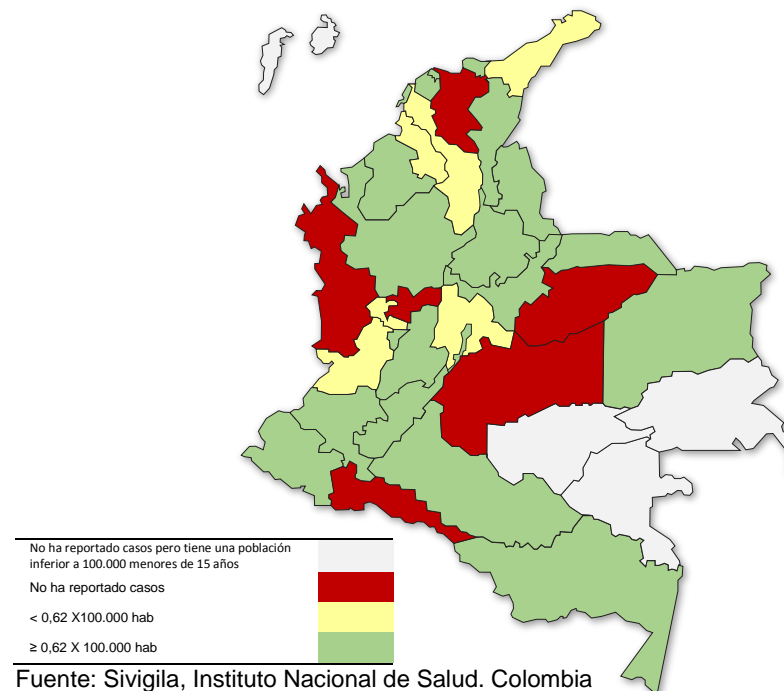 No ha reportado casos pero tiene una población
inferior a 100.000 menores de 15 años
No ha reportado casos
< 0,62 X100.000 hab
≥ 0,62 X 100.000 hab
Fuente: Sivigila, Instituto Nacional de Salud. Colombia